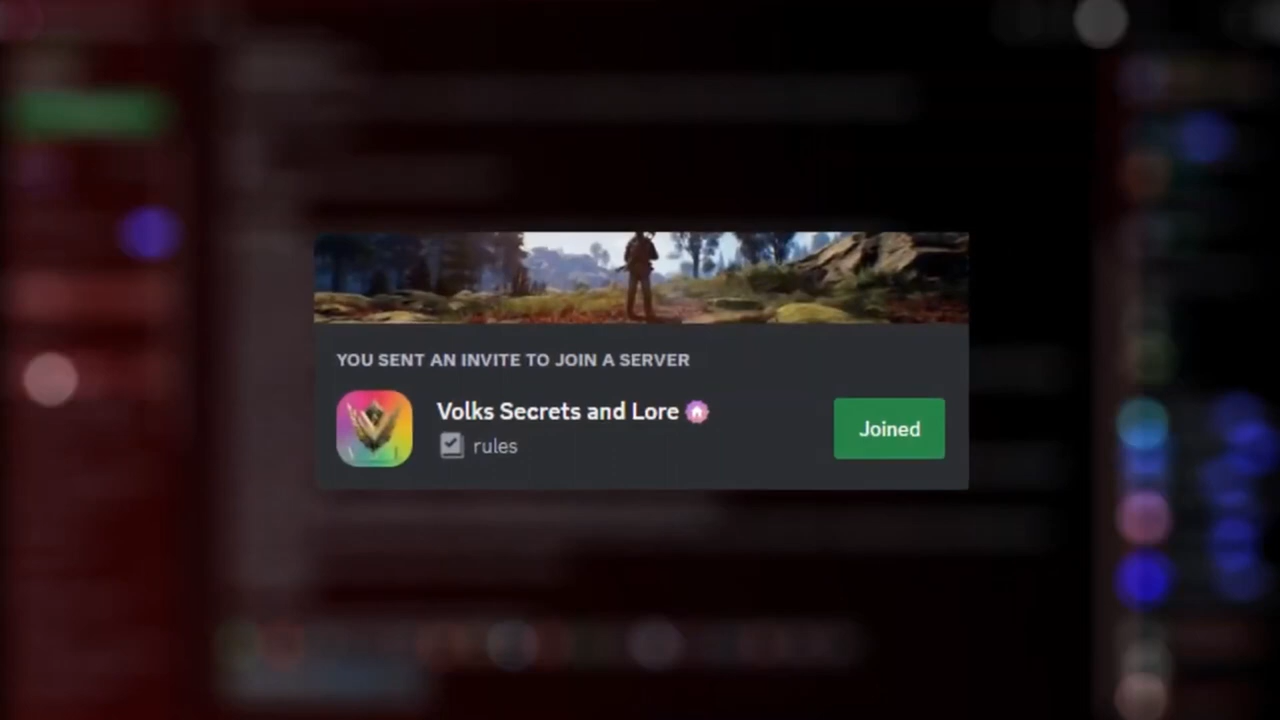 YOU SENT AN INVITE TO JOIN A SERVER
Volks Secrets and Lore
rules
Joined